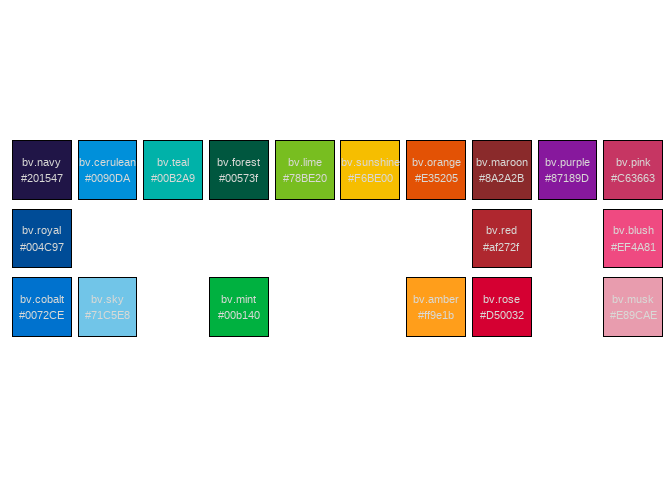 bv.navy
#201547
bv.cerulean
#0090DA
bv.teal
#00B2A9
bv.forest
#00573f
bv.lime
#78BE20
bv.sunshine
#F6BE00
bv.orange
#E35205
bv.maroon
#8A2A2B
bv.purple
#87189D
bv.pink
#C63663
bv.royal
#004C97
bv.red
#af272f
bv.blush
#EF4A81
bv.cobalt
#0072CE
bv.sky
#71C5E8
bv.mint
#00b140
bv.amber
#ff9e1b
bv.rose
#D50032
bv.musk
#E89CAE